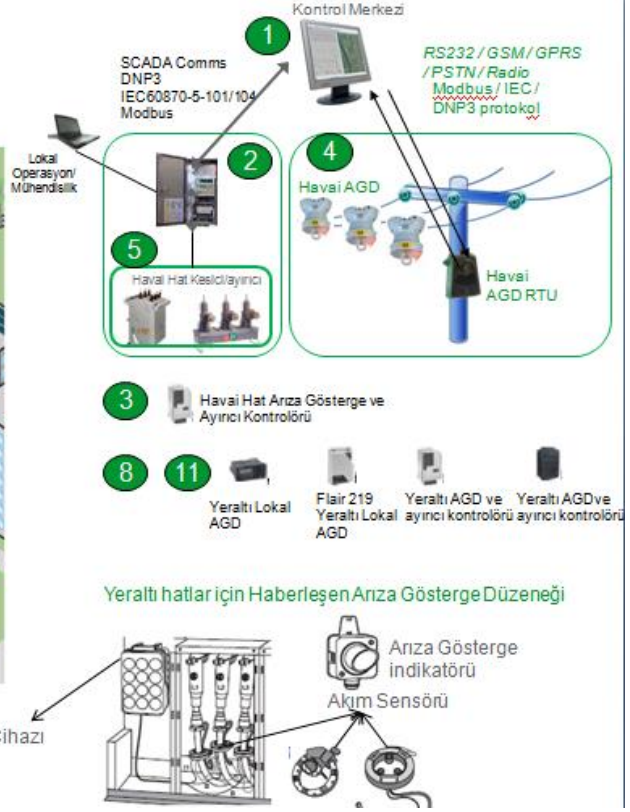 Kontrol Merkezi
1
SCADA Comms
DNP3
IEC60870-5-101/104
Modbus
RS232 / GSM / GPRS
/ PSTN / Radio
Modbus / IEC /
DNP3 protokol
Lokal
Operasyon/
Mühendislik
2
4
Havai AGD
5
Havai Hat Kesici/ayırıcı
Havai
AGD RTU
3
Havai Hat Arıza Gösterge ve
Ayırıcı Kontrolörü
8
11
Yeraltı Lokal
AGD
Flair 219
Yeraltı Lokal
AGD
Yeraltı AGD ve
ayırıcı kontrolörü
Yeraltı AGD ve
ayırıcı kontrolörü
Yeraltı hatlar için Haberleşen Arıza Gösterge Düzeneği
Arıza Gösterge
indikatörü
Akım Sensörü
Cihazı